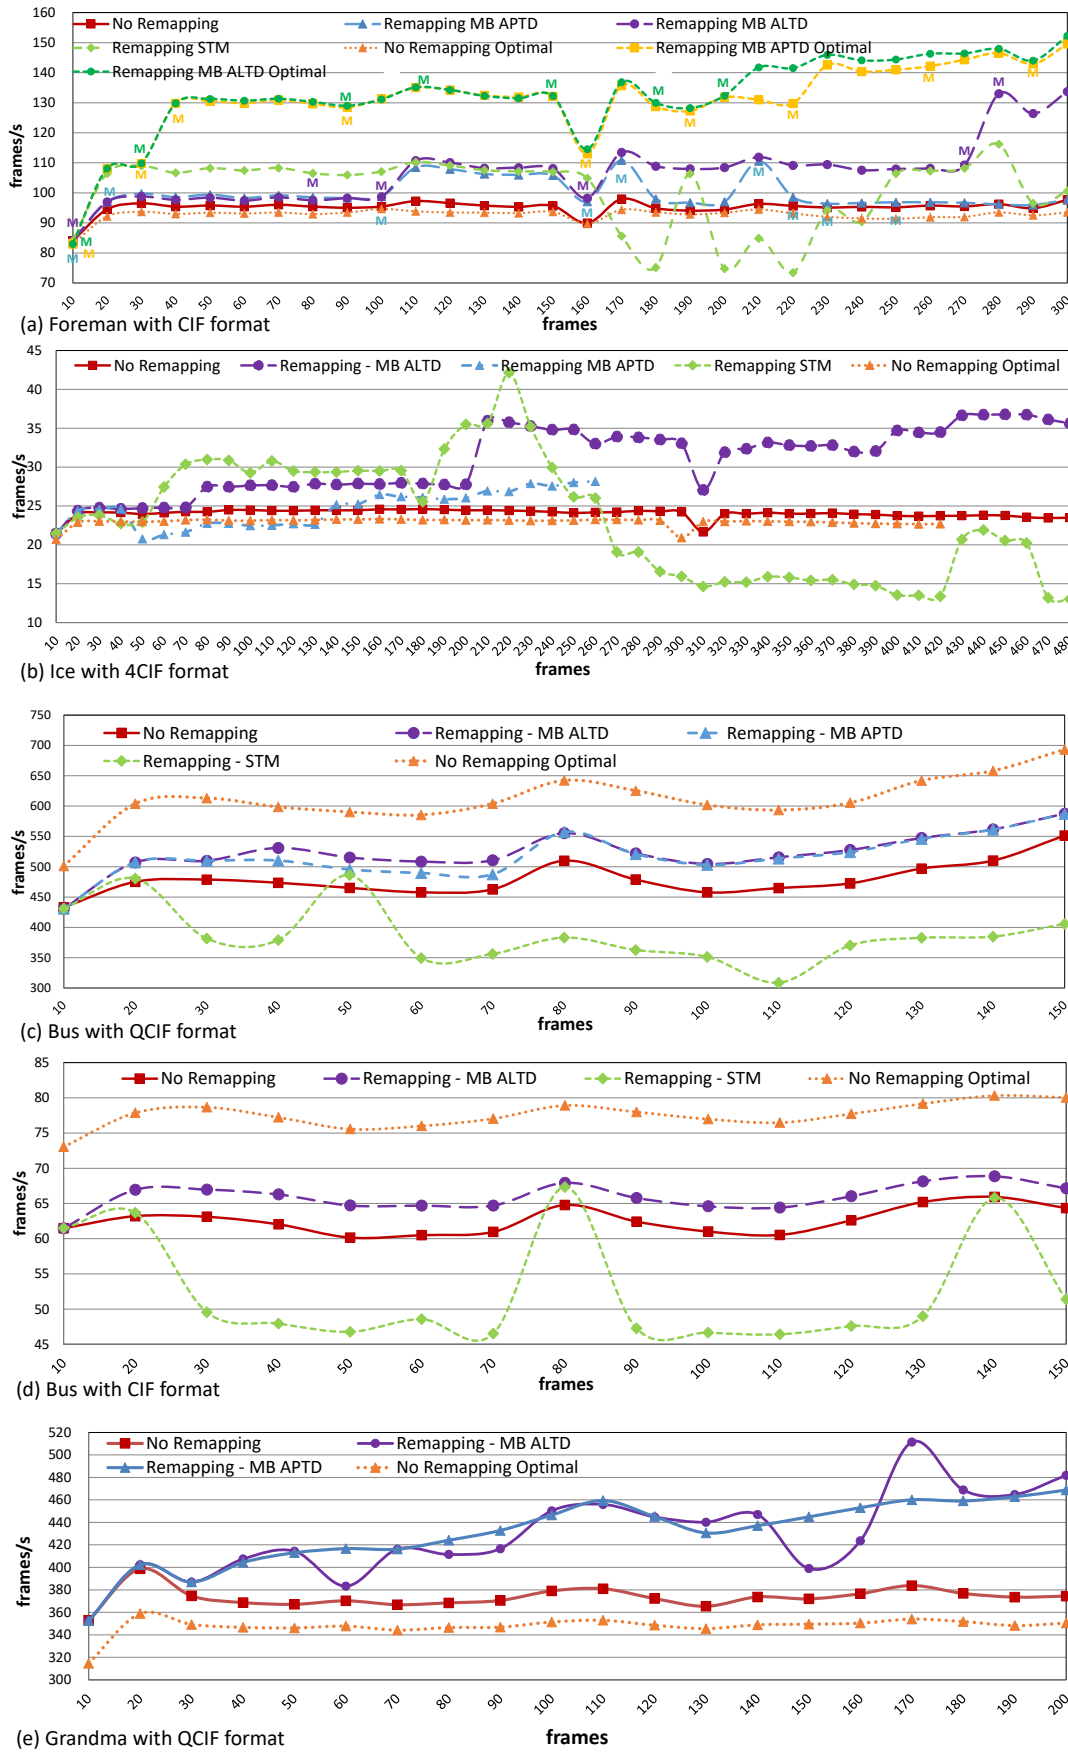 No Remapping
Remapping MB APTD
Remapping MB ALTD
Remapping STM
No Remapping Optimal
Remapping MB APTD Optimal
Remapping MB ALTD Optimal
160
150
140
130
120
110
100
90
80
70
frames/s
M M M M M M M M
M M M M M M M M
M M M M M M
M M M M M M M M M
10 20 30 40 50 60 70 80 90 100 110 120 130 140 150 160 170 180 190 200 210 220 230 240 250 260 270 280 290 300
(a) Foreman with CIF format
frames
No Remapping
Remapping - MB ALTD
Remapping MB APTD
Remapping STM
No Remapping Optimal
45
40
35
30
25
20
15
10
frames/s
10 20 30 40 50 60 70 80 90 100 110 120 130 140 150 160 170 180 190 200 210 220 230 240 250 260 270 280 290 300 310 320 330 340 350 360 370 380 390 400 410 420 430 440 450 460 470 480
(b) Ice with 4CIF format
frames
No Remapping
Remapping - MB ALTD
Remapping - MB APTD
Remapping - STM
No Remapping Optimal
750
700
650
600
550
500
450
400
350
300
frames/s
10 20 30 40 50 60 70 80 90 100 110 120 130 140 150
(c) Bus with QCIF format
frames
No Remapping
Remapping - MB ALTD
Remapping - STM
No Remapping Optimal
85
80
75
70
65
60
55
50
45
frames/s
10 20 30 40 50 60 70 80 90 100 110 120 130 140 150
(d) Bus with CIF format
frames
No Remapping
Remapping - MB ALTD
Remapping - MB APTD
No Remapping Optimal
520
500
480
460
440
420
400
380
360
340
320
300
frames/s
10 20 30 40 50 60 70 80 90 100 110 120 130 140 150 160 170 180 190 200
(e) Grandma with QCIF format
frames